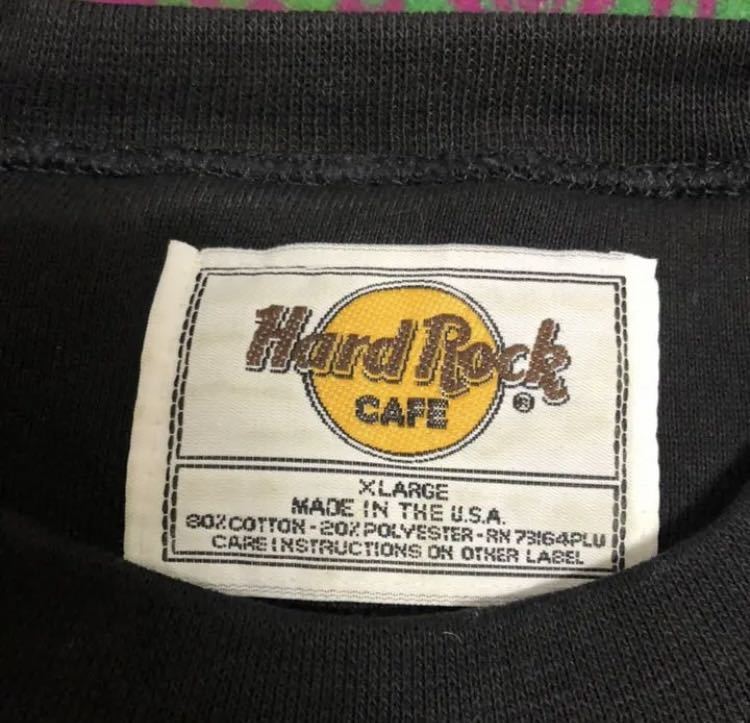 Hard Rock
CAFE
®
XLARGE
MADE IN THE U.S.A.
80% COTTON - 20% POLYESTER - RN 73164PLU
CARE INSTRUCTIONS ON OTHER LABEL